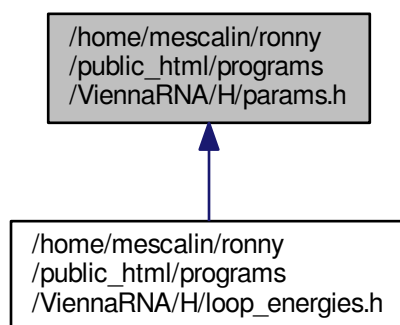 /home/mescalin/ronny
/public_html/programs
/ViennaRNA/H/params.h
/home/mescalin/ronny
/public_html/programs
/ViennaRNA/H/loop_energies.h